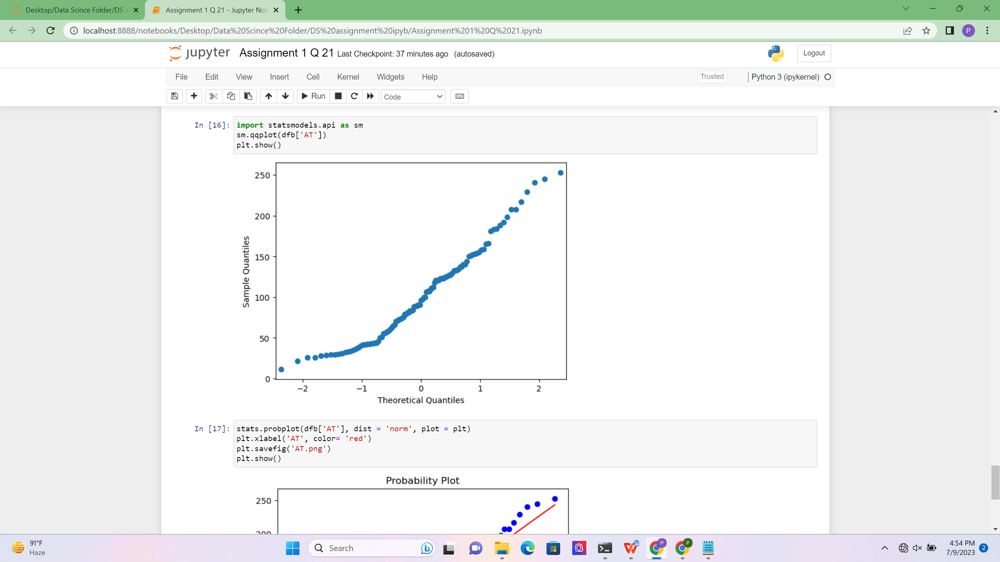 Desktop/Data Scince Folder/DS a
Assignment 1 Q 21 - Jupyter Not
localhost:8888/notebooks/Desktop/Data%20Scince%20Folder/DS%20assignment%20ipyb/Assignment%201%20Q%2021.ipynb
P
jupyter Assignment 1 Q 21 Last Checkpoint: 37 minutes ago (autosaved)
Logout
File Edit View Insert Cell Kernel Widgets Help
Trusted
Python 3 (ipykernel)
Run
Code
In [16]:
import statsmodels.api as sm
sm.qqplot(dfb['AT'])
plt.show()
250
200
150
100
50
0
Sample Quantiles
−2 −1 0 1 2
Theoretical Quantiles
In [17]:
stats.probplot(dfb['AT'], dist = 'norm', plot = plt)
plt.xlabel('AT', color= 'red')
plt.savefig('AT.png')
plt.show()
Probability Plot
250
200
91°F
Haze
Search
P
P
4:54 PM
7/9/2023
2